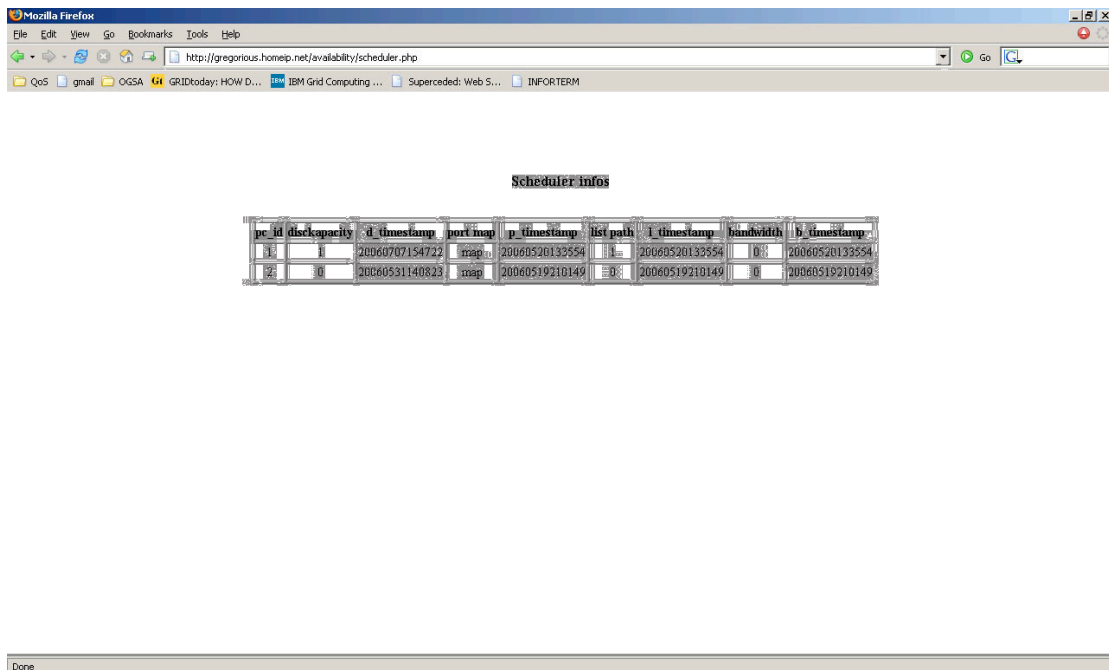 Mozilla Firefox
File Edit View Go Bookmarks Tools Help
http://gregorious.homeip.net/availability/scheduler.php Go
QoS gmail OGSA G1 GRIDtoday: HOW D... IBM IBM Grid Computing ... Superceded: Web S... INFORTERM
Scheduler infos
pc_id disckapacity d_timestamp port map p_timestamp list path l_timestamp bandwidth b_timestamp
1 1 20060707154722 map 20060520133554 1 20060520133554 0 20060520133554
2 0 20060531140823 map 20060519210149 0 20060519210149 0 20060519210149
Done